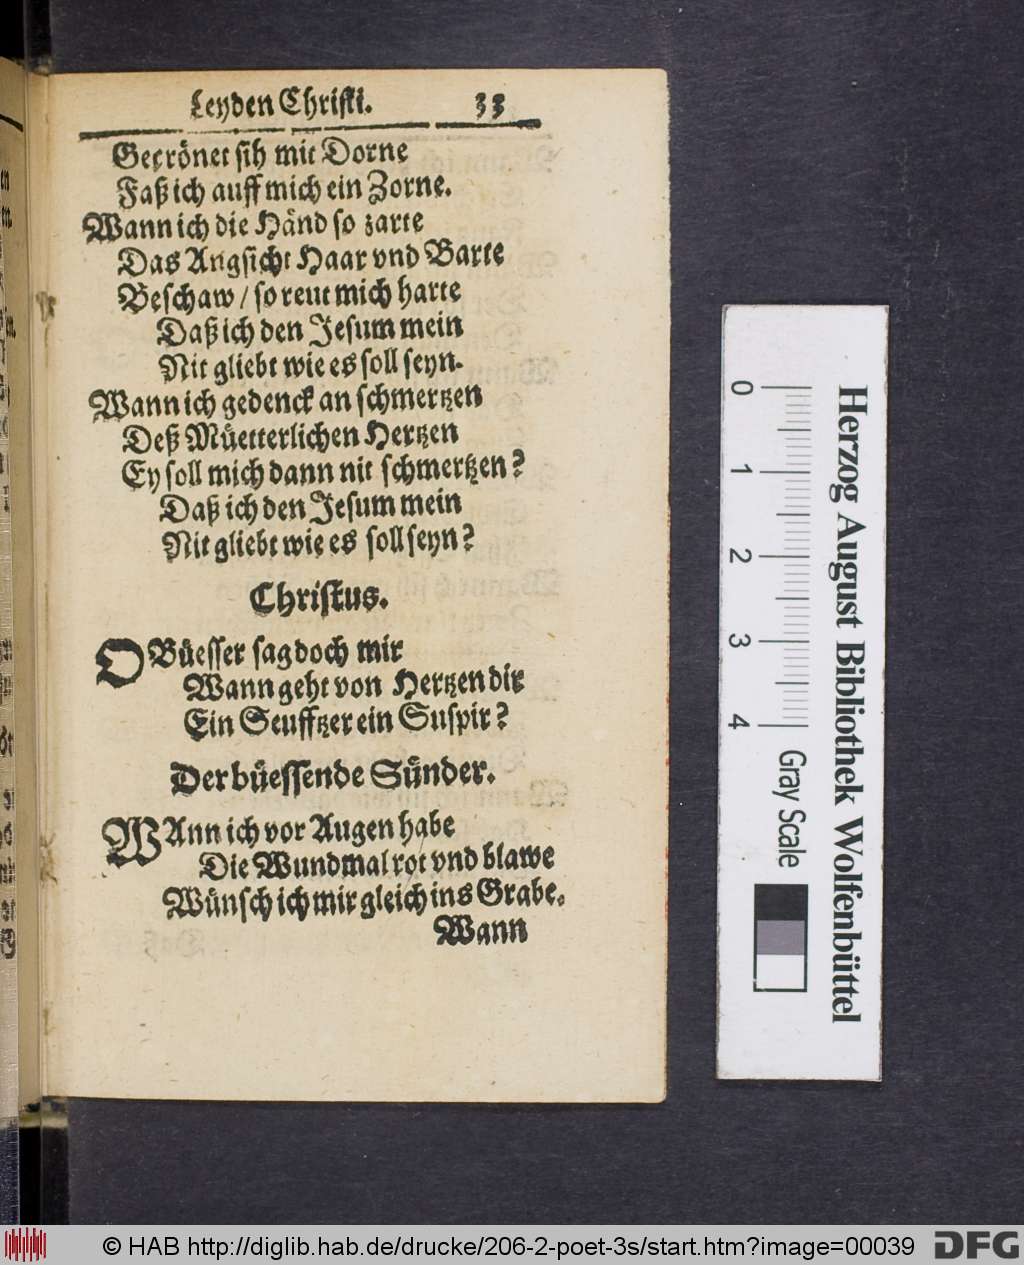 Leyden Christi. 33
Gecrönet sih mit Dorne
Faß ich auff mich ein Zorne.
Wann ich die Händ so zarte
Das Angsicht Haar vnd Barte
Beschaw / so reut mich harte
Daß ich den Jesum mein
Nit gliebt wie es soll seyn.
Wann ich gedenck an schmertzen
Deß Müetterlichen Hertzen
Ey soll mich dann nit schmertzen?
Daß ich den Jesum mein
Nit gliebt wie es soll seyn?
Christus.
O Büesser sag doch mir
Wann geht von Hertzen dir
Ein Seufftzer ein Suspir?
Der büessende Sünder.
WAnn ich vor Augen habe
Die Wundmal rot vnd blawe
Wünsch ich mir gleich ins Grabe.
Wann
0 1 2 3 4
Gray Scale
Herzog August Bibliothek Wolfenbüttel
© HAB http://diglib.hab.de/drucke/206-2-poet-3s/start.htm?image=00039
DFG